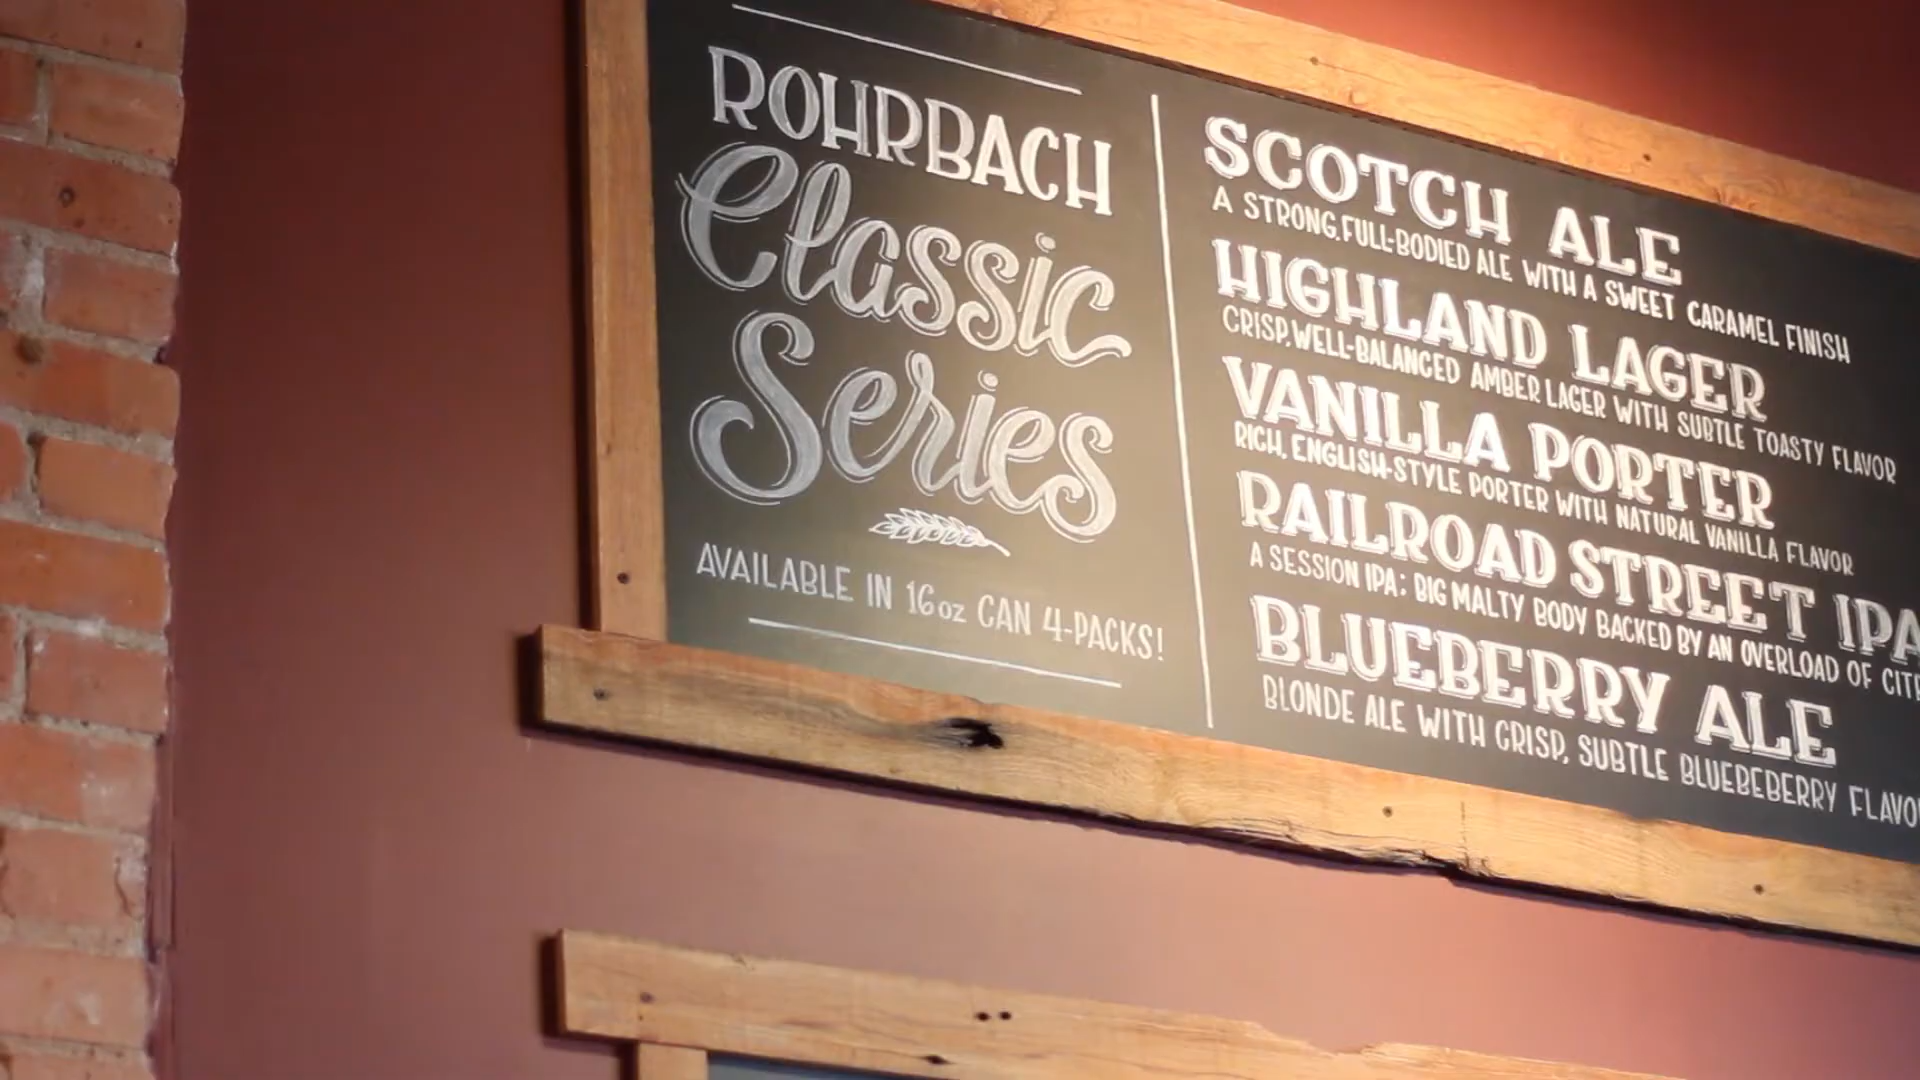 ROHRBACH
Classic
Series
AVAILABLE IN 16oz CAN 4-PACKS!
SCOTCH ALE
A STRONG, FULL-BODIED ALE WITH A SWEET CARAMEL FINISH
HIGHLAND LAGER
CRISP, WELL-BALANCED AMBER LAGER WITH SUBTLE TOASTY FLAVOR
VANILLA PORTER
RICH, ENGLISH-STYLE PORTER WITH NATURAL VANILLA FLAVOR
RAILROAD STREET IPA
A SESSION IPA; BIG MALTY BODY BACKED BY AN OVERLOAD OF
BLUEBERRY ALE
BLONDE ALE WITH CRISP, SUBTLE BLUEBEBERRY